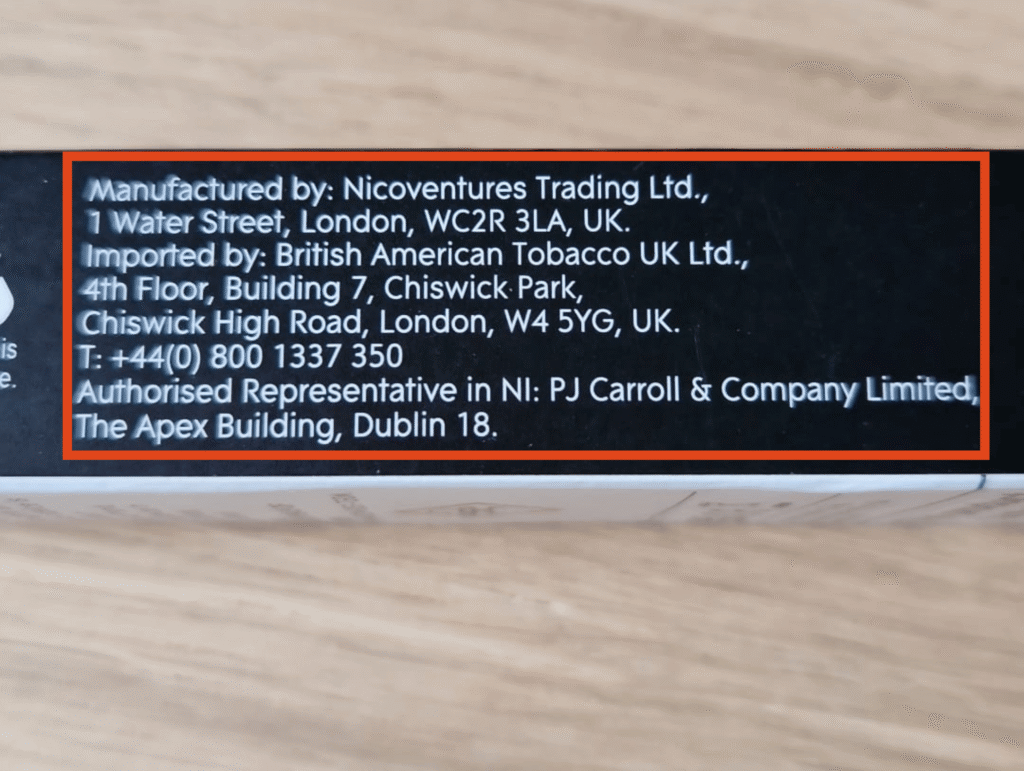 Manufactured by: Nicoventures Trading Ltd.,
1 Water Street, London, WC2R 3LA, UK.
Imported by: British American Tobacco UK Ltd.,
4th Floor, Building 7, Chiswick Park,
Chiswick High Road, London, W4 5YG, UK.
T: +44(0) 800 1337 350
Authorised Representative in NI: PJ Carroll & Company Limited,
The Apex Building, Dublin 18.
is
e.